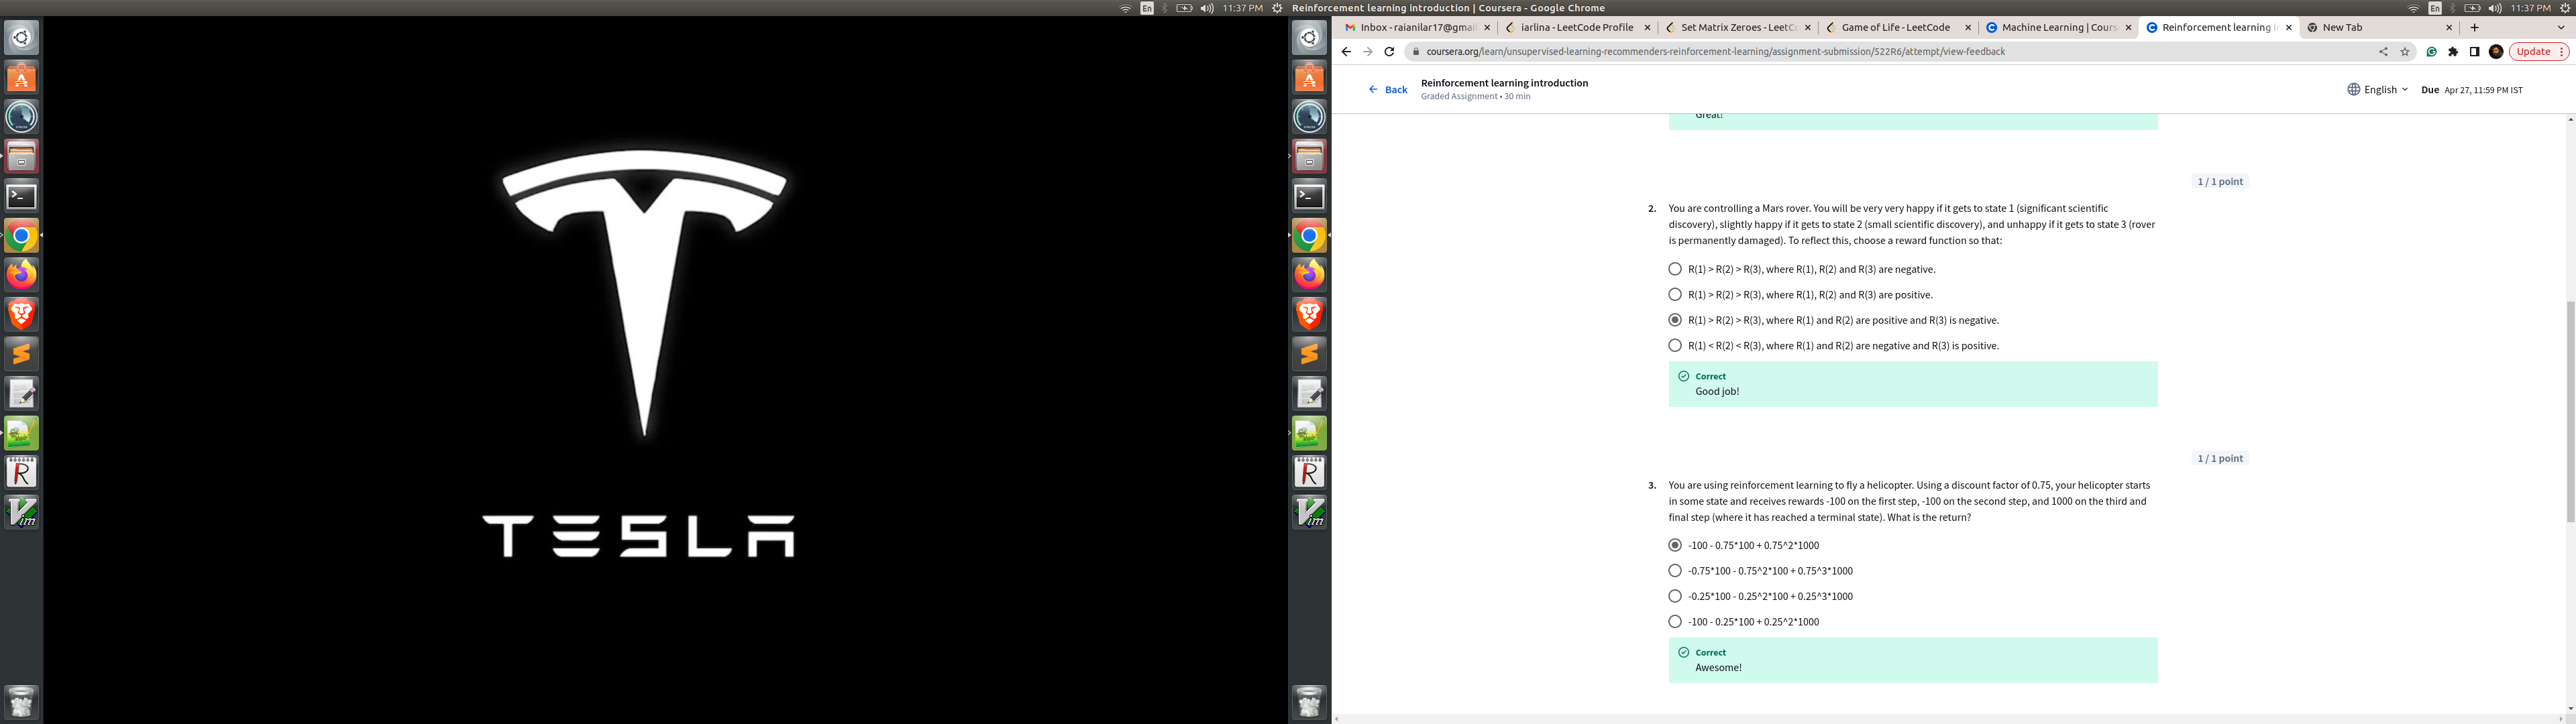 En
11:37 PM
Reinforcement learning introduction | Coursera - Google Chrome
En
11:37 PM
TESLA
Inbox - raianilar17@gmai
iarlina - LeetCode Profile
Set Matrix Zeroes - LeetC
Game of Life - LeetCode
Machine Learning | Cours
Reinforcement learning i
New Tab
coursera.org/learn/unsupervised-learning-recommenders-reinforcement-learning/assignment-submission/522R6/attempt/view-feedback
Update
Back
Reinforcement learning introduction
Graded Assignment • 30 min
English
Due Apr 27, 11:59 PM IST
Great!
1 / 1 point
2. You are controlling a Mars rover. You will be very very happy if it gets to state 1 (significant scientific
discovery), slightly happy if it gets to state 2 (small scientific discovery), and unhappy if it gets to state 3 (rover
is permanently damaged). To reflect this, choose a reward function so that:
R(1) > R(2) > R(3), where R(1), R(2) and R(3) are negative.
R(1) > R(2) > R(3), where R(1), R(2) and R(3) are positive.
R(1) > R(2) > R(3), where R(1) and R(2) are positive and R(3) is negative.
R(1) < R(2) < R(3), where R(1) and R(2) are negative and R(3) is positive.
Correct
Good job!
1 / 1 point
3. You are using reinforcement learning to fly a helicopter. Using a discount factor of 0.75, your helicopter starts
in some state and receives rewards -100 on the first step, -100 on the second step, and 1000 on the third and
final step (where it has reached a terminal state). What is the return?
-100 - 0.75*100 + 0.75^2*1000
-0.75*100 - 0.75^2*100 + 0.75^3*1000
-0.25*100 - 0.25^2*100 + 0.25^3*1000
-100 - 0.25*100 + 0.25^2*1000
Correct
Awesome!